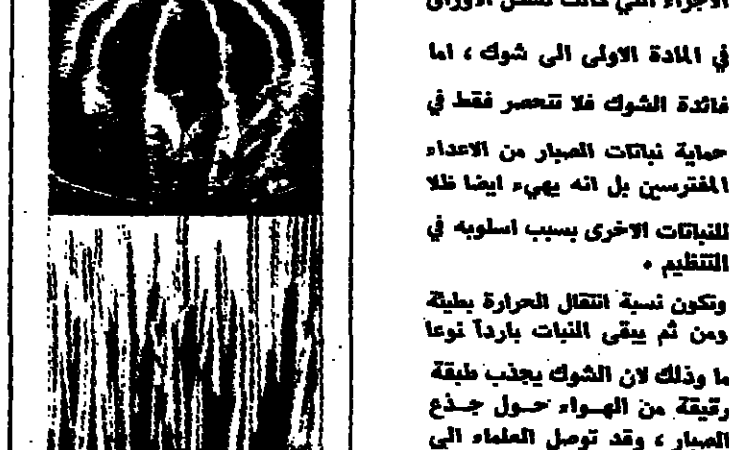 الاجزاء التي كانت تشكل الاوراق
في المادة الاولى الى شوك ، اما
فائدة الشوك فلا تنحصر فقط في
حماية نباتات الصبار من الاعداء
المفترسين بل انه يهيء ايضا ظلا
للنباتات الاخرى بسبب اسلوبه في
التنظيم .
وتكون نسبة انتقال الحرارة بطيئة
ومن ثم يبقى النبات بارداً نوعا
ما وذلك لان الشوك يجذب طبقة
رقيقة من الهـواء حـول جـذع
الصبار ، وقد توصل العلماء الى